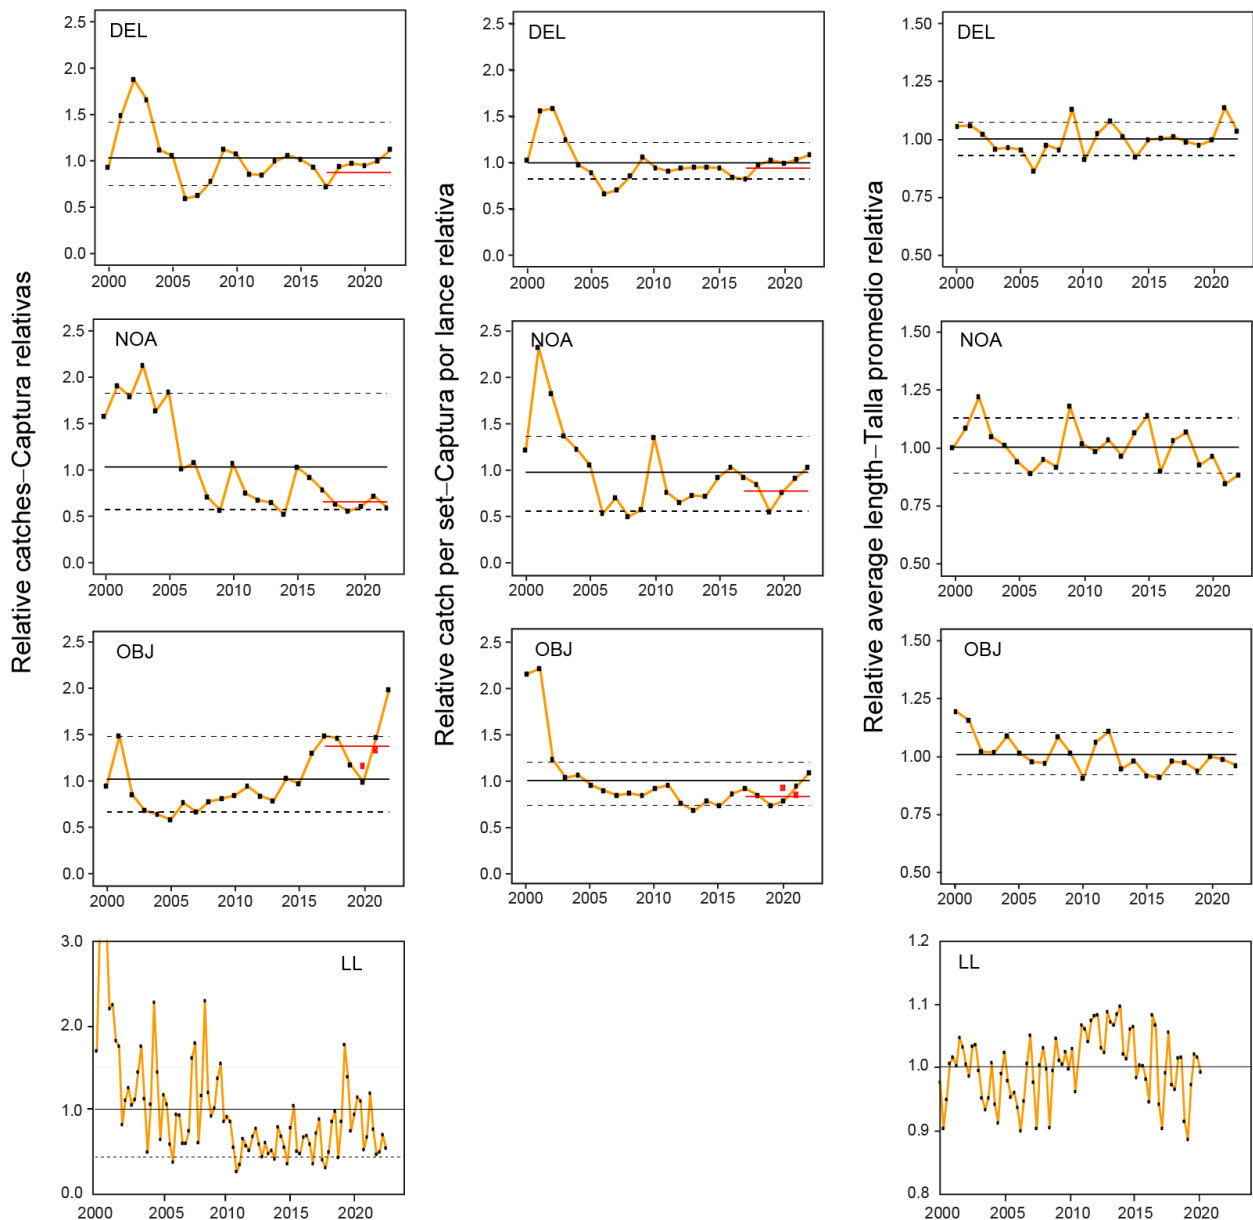 Relative catches–Captura relativas
DEL
2.5
2.0
1.5
1.0
0.5
0.0
2000 2005 2010 2015 2020
NOA
2.5
2.0
1.5
1.0
0.5
0.0
2000 2005 2010 2015 2020
OBJ
2.5
2.0
1.5
1.0
0.5
0.0
2000 2005 2010 2015 2020
LL
3.0
2.0
1.0
0.0
2000 2005 2010 2015 2020
Relative catch per set–Captura por lance relativa
DEL
2.5
2.0
1.5
1.0
0.5
0.0
2000 2005 2010 2015 2020
NOA
2.5
2.0
1.5
1.0
0.5
0.0
2000 2005 2010 2015 2020
OBJ
2.5
2.0
1.5
1.0
0.5
0.0
2000 2005 2010 2015 2020
Relative average length–Talla promedio relativa
DEL
1.50
1.25
1.00
0.75
0.50
2000 2005 2010 2015 2020
NOA
1.50
1.25
1.00
0.75
0.50
2000 2005 2010 2015 2020
OBJ
1.50
1.25
1.00
0.75
0.50
2000 2005 2010 2015 2020
LL
1.2
1.1
1.0
0.9
0.8
2000 2005 2010 2015 2020